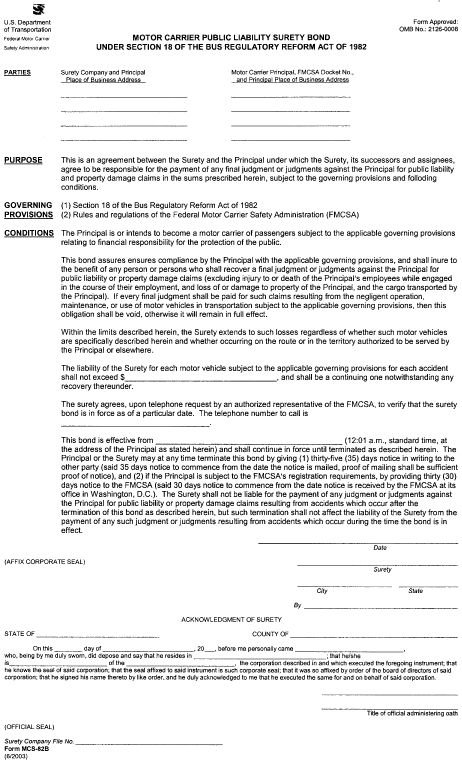 U.S. Department
of Transportation
Federal Motor Carrier
Safety Administration
Form Approved:
OMB No.: 2126-0008
MOTOR CARRIER PUBLIC LIABILITY SURETY BOND
UNDER SECTION 18 OF THE BUS REGULATORY REFORM ACT OF 1982
PARTIES
Surety Company and Principal
Place of Business Address
Motor Carrier Principal, FMCSA Docket No.,
and Principal Place of Business Address
PURPOSE
This is an agreement between the Surety and the Principal under which the Surety, its successors and assignees,
agree to be responsible for the payment of any final judgment or judgments against the Principal for public liability
and property damage claims in the sums prescribed herein, subject to the governing provisions and folloding
conditions.
GOVERNING
PROVISIONS
(1) Section 18 of the Bus Regulatory Reform Act of 1982
(2) Rules and regulations of the Federal Motor Carrier Safety Administration (FMCSA)
CONDITIONS
The Principal is or intends to become a motor carrier of passengers subject to the applicable governing provisions
relating to financial responsibility for the protection of the public.
This bond assures ensures compliance by the Principal with the applicable governing provisions, and shall inure to
the benefit of any person or persons who shall recover a final judgment or judgments against the Principal for
public liability or property damage claims (excluding injury to or death of the Principal's employees while engaged
in the course of their employment, and loss of or damage to property of the Principal, and the cargo transported by
the Principal). If every final judgment shall be paid for such claims resulting from the negligent operation,
maintenance, or use of motor vehicles in transportation subject to the applicable governing provisions, then this
obligation shall be void, otherwise it will remain in full effect.
Within the limits described herein, the Surety extends to such losses regardless of whether such motor vehicles
are specifically described herein and whether occurring on the route or in the territory authorized to be served by
the Principal or elsewhere.
The liability of the Surety for each motor vehicle subject to the applicable governing provisions for each accident
shall not exceed $____________________, and shall be a continuing one notwithstanding any
recovery thereunder.
The surety agrees, upon telephone request by an authorized representative of the FMCSA, to verify that the surety
bond is in force as of a particular date. The telephone number to call is
____________________.
This bond is effective from ____________________ (12:01 a.m., standard time, at
the address of the Principal as stated herein) and shall continue in force until terminated as described herein. The
Principal or the Surety may at any time terminate this bond by giving (1) thirty-five (35) days notice in writing to the
other party (said 35 days notice to commence from the date the notice is mailed, proof of mailing shall be sufficient
proof of notice), and (2) if the Principal is subject to the FMCSA's registration requirements, by providing thirty (30)
days notice to the FMCSA (said 30 days notice to commence from the date notice is received by the FMCSA at its
office in Washington, D.C.). The Surety shall not be liable for the payment of any judgment or judgments against
the Principal for public liability or property damage claims resulting from accidents which occur after the
termination of this bond as described herein, but such termination shall not affect the liability of the Surety from the
payment of any such judgment or judgments resulting from accidents which occur during the time the bond is in
effect.
Date
(AFFIX CORPORATE SEAL)
Surety
City State
By ____________________
ACKNOWLEDGMENT OF SURETY
STATE OF ____________________ COUNTY OF ____________________
On this ________ day of ____________________, 20___, before me personally came ____________________,
who, being by me duly sworn, did depose and say that he resides in ____________________; that he/she
is____________________ of the ____________________, the corporation described in and which executed the foregoing instrument; that
he knows the seal of said corporation; that the seal affixed to said instrument is such corporate seal; that it was so affixed by order of the board of directors of said
corporation; that he signed his name thereto by like order, and he duly acknowledged to me that he executed the same for and on behalf of said corporation.
Title of official administering oath
(OFFICIAL SEAL)
Surety Company File No. ____________________
Form MCS-82B
(6/2003)